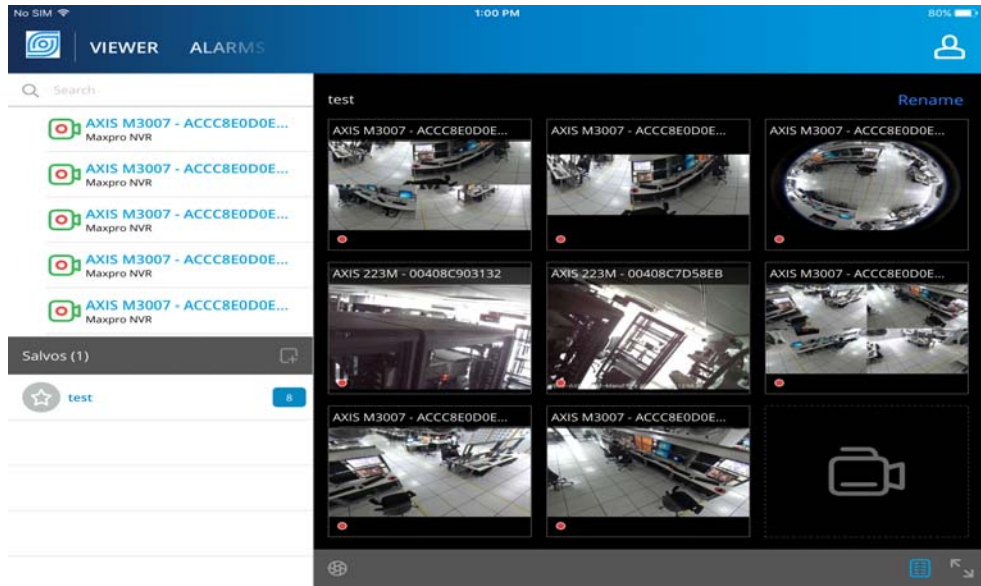 No SIM
1:00 PM
80%
VIEWER
ALARMS
Search
AXIS M3007 - ACCC8E0D0E...
Maxpro NVR
AXIS M3007 - ACCC8E0D0E...
Maxpro NVR
AXIS M3007 - ACCC8E0D0E...
Maxpro NVR
AXIS M3007 - ACCC8E0D0E...
Maxpro NVR
AXIS M3007 - ACCC8E0D0E...
Maxpro NVR
Salvos (1)
test
8
test
Rename
AXIS M3007 - ACCC8E0D0E...
AXIS M3007 - ACCC8E0D0E...
AXIS M3007 - ACCC8E0D0E...
AXIS 223M - 00408C903132
AXIS 223M - 00408C7D58EB
AXIS M3007 - ACCC8E0D0E...
AXIS M3007 - ACCC8E0D0E...
AXIS M3007 - ACCC8E0D0E...